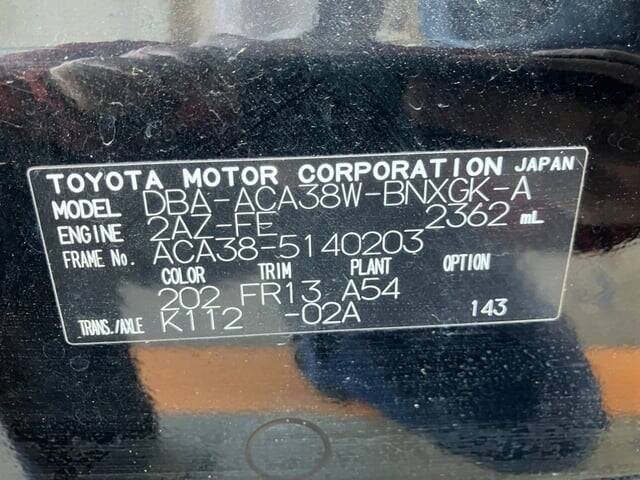 TOYOTA MOTOR CORPORATION JAPAN
MODEL DBA-ACA38W-BNXGK-A
ENGINE 2AZ-FE 2362 mL
FRAME No. ACA38-5140203
COLOR TRIM PLANT OPTION
202 FR13 A54
TRANS./AXLE K112 -02A 143